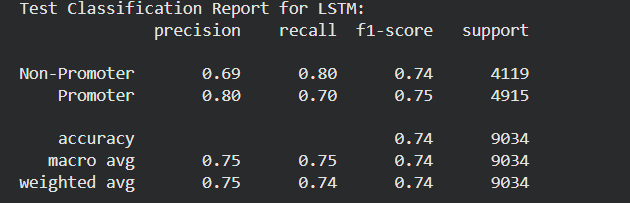 Test Classification Report for LSTM:
precision recall f1-score support
Non-Promoter 0.69 0.80 0.74 4119
Promoter 0.80 0.70 0.75 4915
accuracy 0.74 9034
macro avg 0.75 0.75 0.74 9034
weighted avg 0.75 0.74 0.74 9034